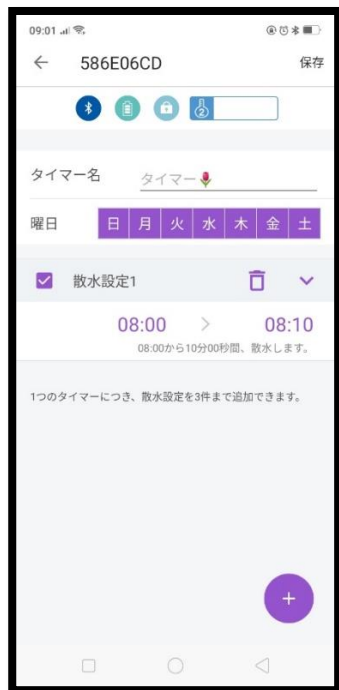 09:01
586E06CD 保存
2
タイマー名 タイマー🌷
曜日 日 月 火 水 木 金 土
散水設定1
08:00 > 08:10
08:00から10分00秒間、散水します。
1つのタイマーにつき、散水設定を3件まで追加できます。
+